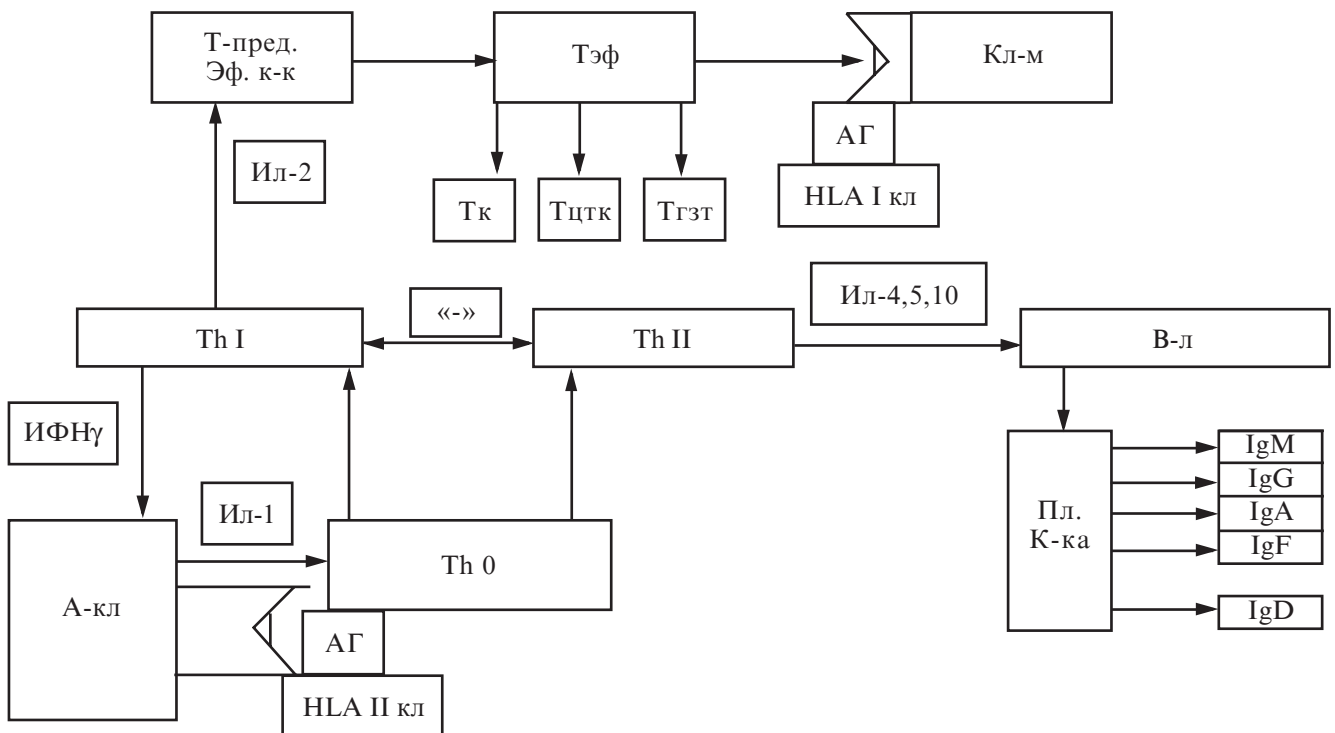 Т-пред.
Эф. к-к
Тэф
Кл-м
АГ
Ил-2
HLA I кл
Тк
Тцтк
Тгзт
Ил-4,5,10
«-»
Th I
Th II
В-л
ИФНγ
IgM
IgG
Ил-1
IgA
Пл.
К-ка
IgF
Th 0
А-кл
IgD
АГ
HLA II кл